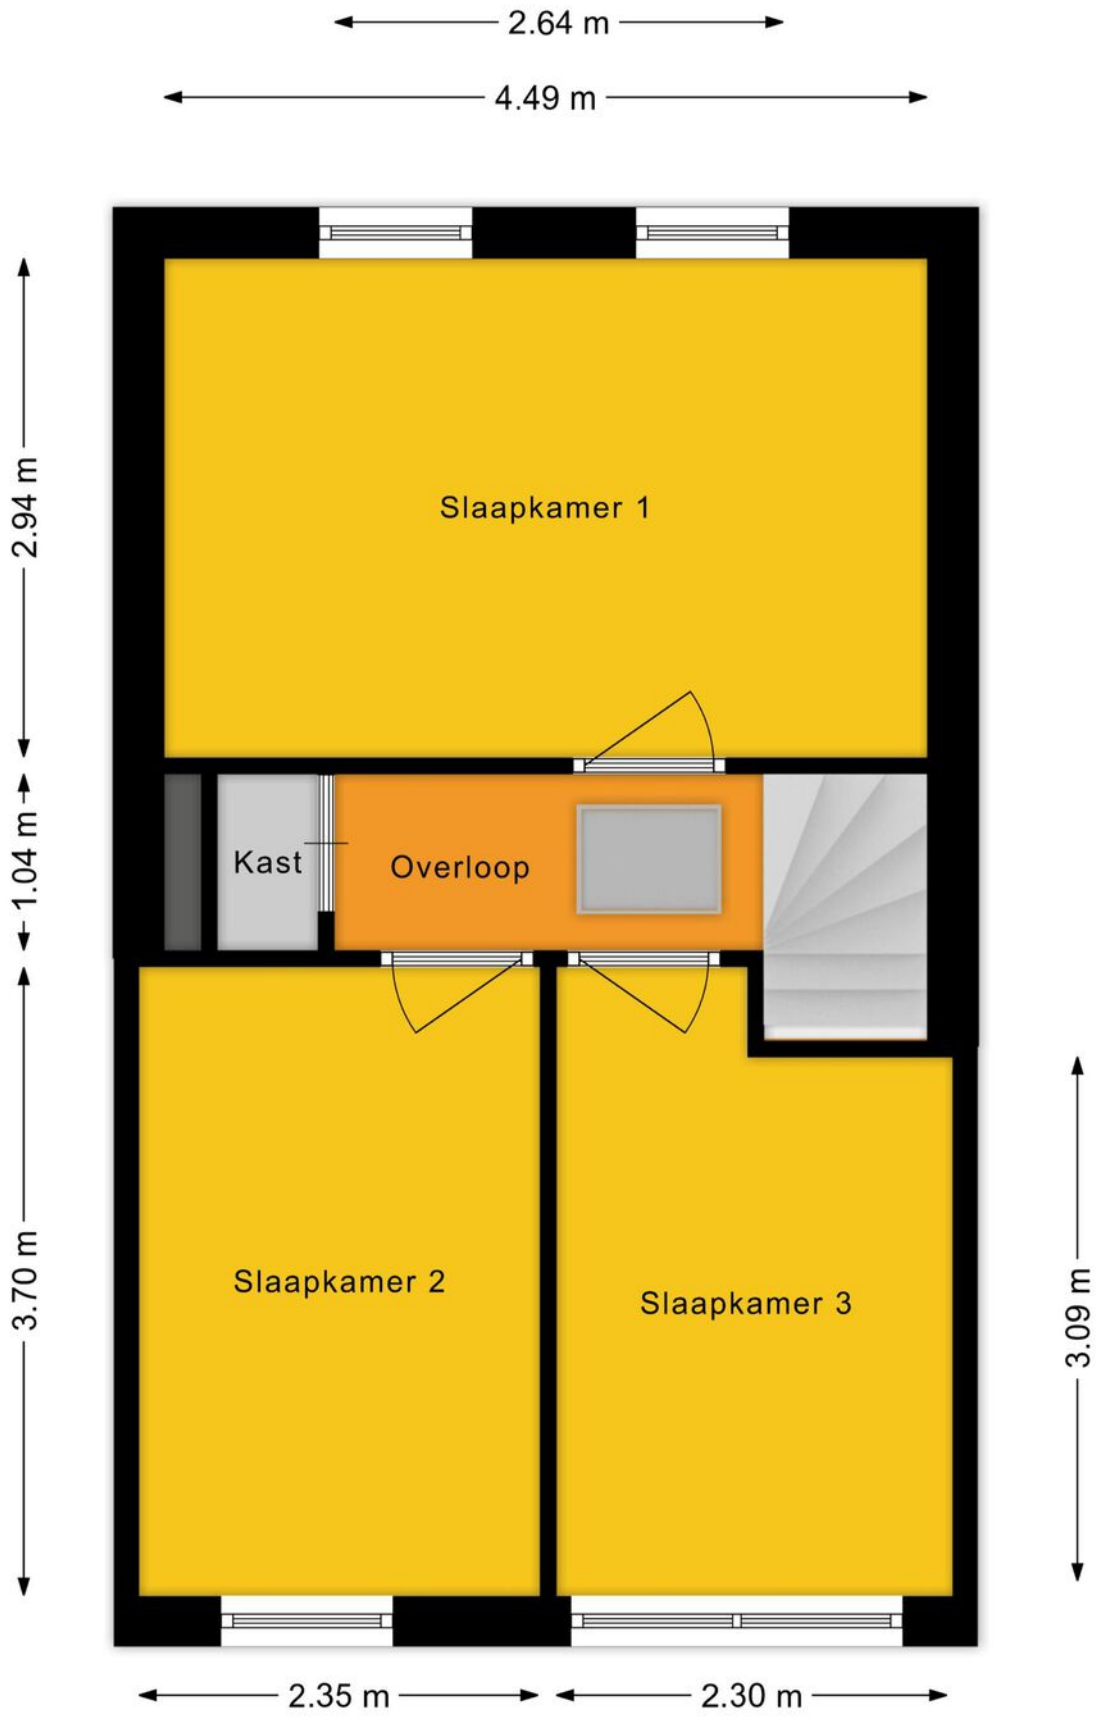 2.64 m
4.49 m
2.94 m
Slaapkamer 1
1.04 m
Kast
Overloop
3.70 m
Slaapkamer 2
Slaapkamer 3
3.09 m
2.35 m
2.30 m